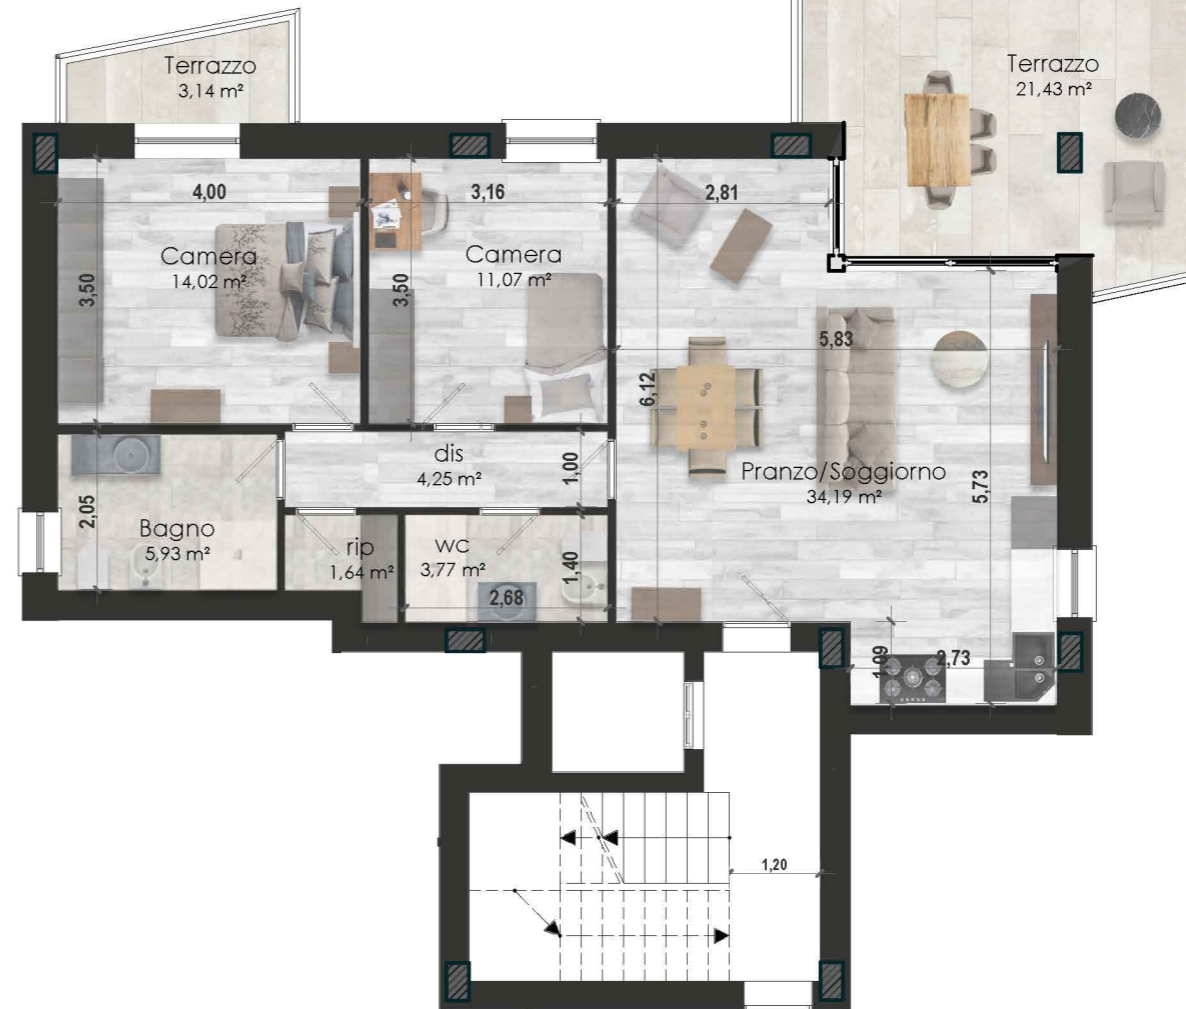 Terrazzo
3,14 m²
Terrazzo
21,43 m²
4,00
3,16
2,81
Camera
14,02 m²
Camera
11,07 m²
3,50
3,50
5,83
6,12
dis
4,25 m²
1,00
Pranzo/Soggiorno
34,19 m²
5,73
2,05
Bagno
5,93 m²
rip
1,64 m²
wc
3,77 m²
1,40
2,68
1,09
2,73
1,20